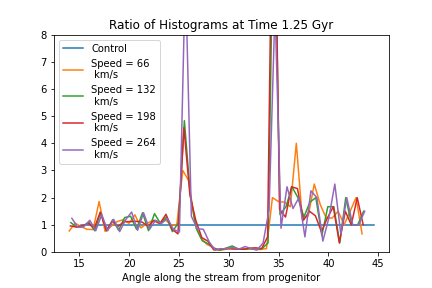 Ratio of Histograms at Time 1.25 Gyr
8
7
6
5
4
3
2
1
0
Control
Speed = 66
km/s
Speed = 132
km/s
Speed = 198
km/s
Speed = 264
km/s
15 20 25 30 35 40 45
Angle along the stream from progenitor